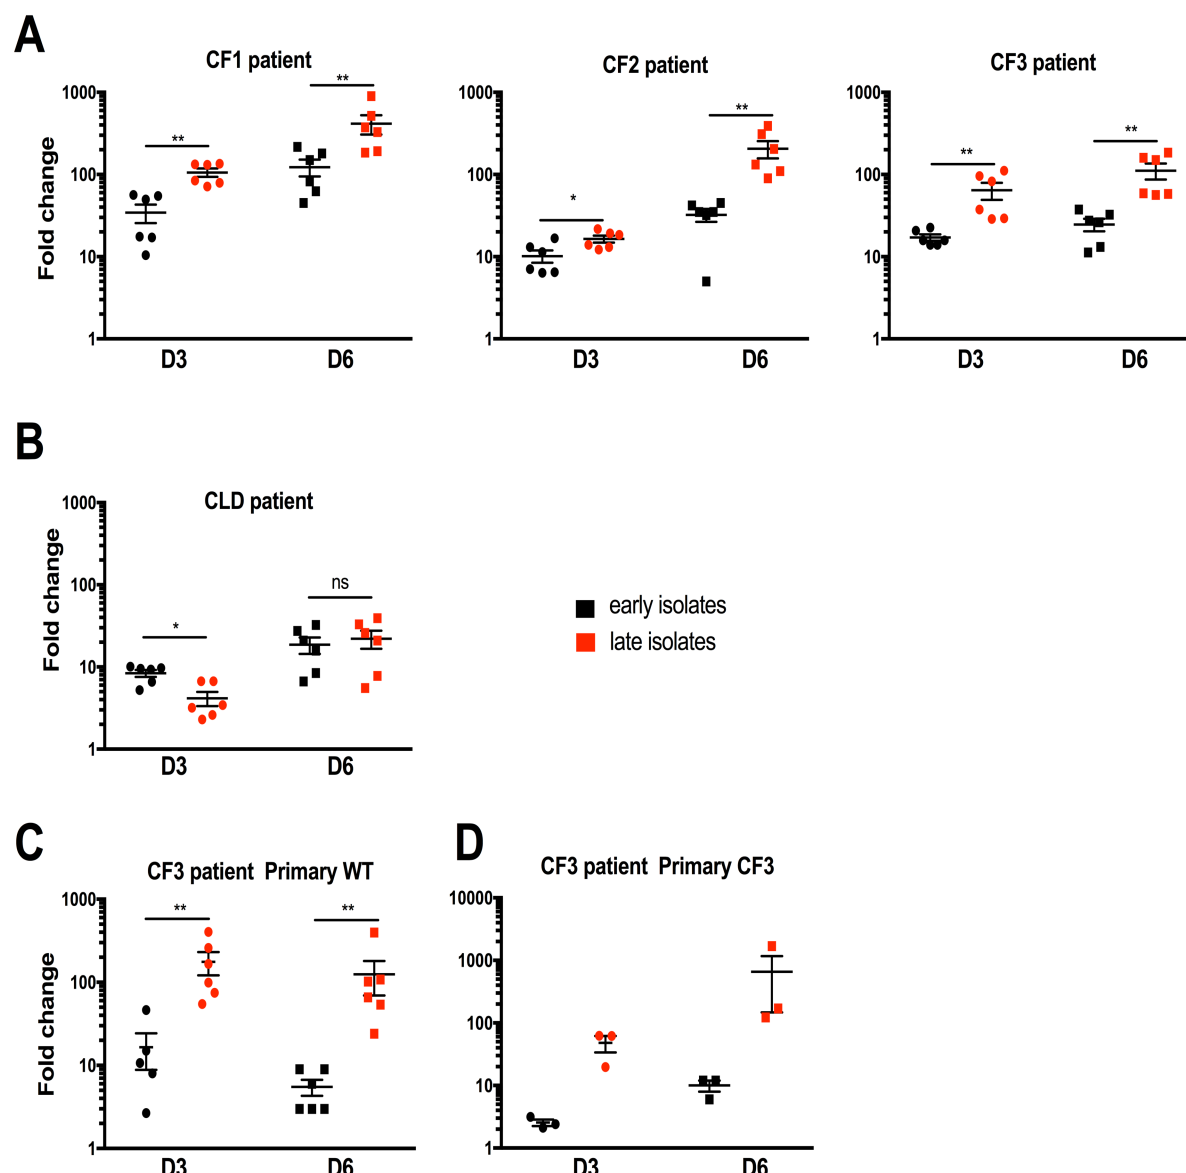 A
CF1 patient
CF2 patient
CF3 patient
Fold change
1000
100
10
1
**
**
D3
D6
1000
100
10
1
*
**
D3
D6
1000
100
10
1
**
**
D3
D6
B
CLD patient
Fold change
1000
100
10
1
*
ns
D3
D6
early isolates
late isolates
C
CF3 patient Primary WT
Fold change
1000
100
10
1
**
**
D3
D6
D
CF3 patient Primary CF3
10000
1000
100
10
1
D3
D6